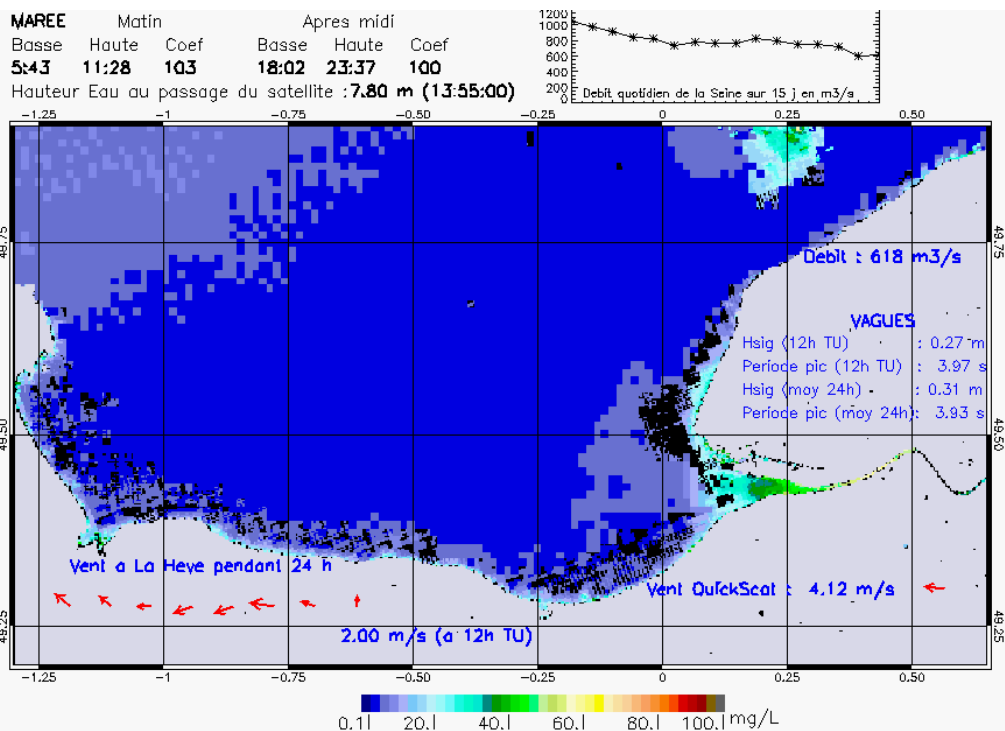 MAREE Matin Apres midi
Basse Haute Coef Basse Haute Coef
5:43 11:28 103 18:02 23:37 100
Hauteur Eau au passage du satellite : 7.80 m (13:55:00)
1200
1000
800
600
400
200
0
Debit quotidien de la Seine sur 15 j en m3/s
-1.25 -1 -0.75 -0.50 -0.25 0 0.25 0.50
49.75 49.75
Debit : 618 m3/s
VAGUES
Hsig (12h TU) : 0.27 m
Periode pic (12h TU) : 3.97 s
Hsig (moy 24h) : 0.31 m
Periode pic (moy 24h): 3.93 s
49.50 49.50
Vent a La Heve pendant 24 h
Vent QuickScat : 4.12 m/s
2.00 m/s (a 12h TU)
49.25 49.25
-1.25 -1 -0.75 -0.50 -0.25 0 0.25 0.50
0.1 20.1 40.1 60.1 80.1 100.1 mg/L